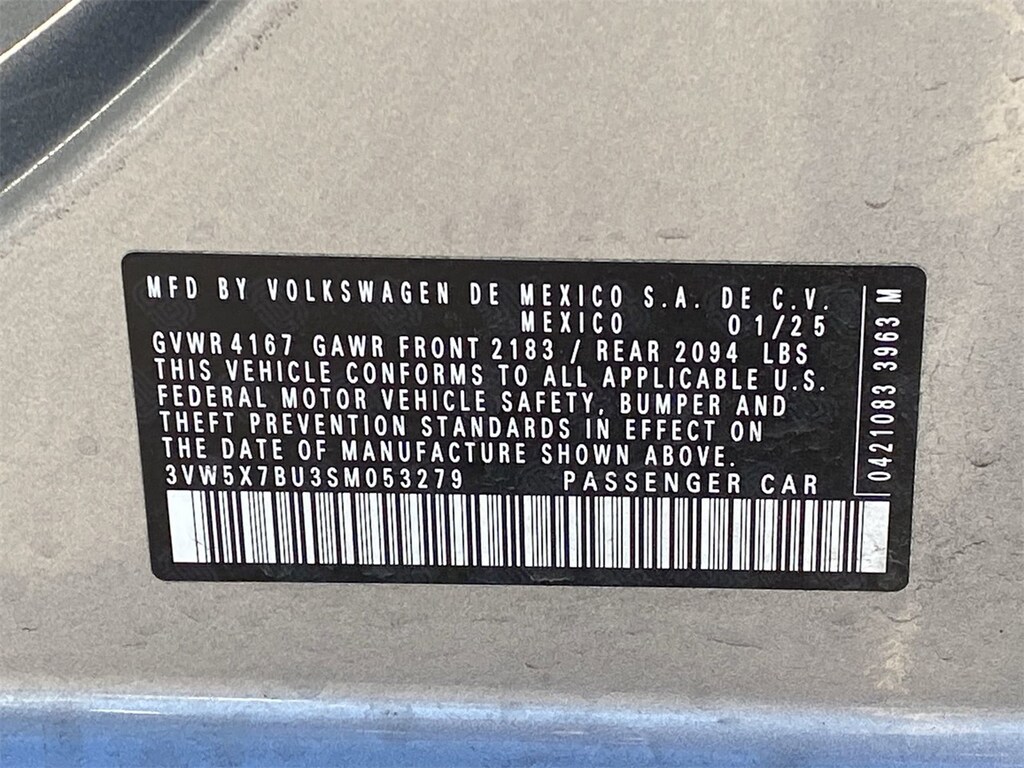 MFD BY VOLKSWAGEN DE MEXICO S.A. DE C.V.
MEXICO 01/25
GVWR 4167 GAWR FRONT 2183 / REAR 2094 LBS
THIS VEHICLE CONFORMS TO ALL APPLICABLE U.S.
FEDERAL MOTOR VEHICLE SAFETY, BUMPER AND
THEFT PREVENTION STANDARDS IN EFFECT ON
THE DATE OF MANUFACTURE SHOWN ABOVE.
3VW5X7BU3SM053279 PASSENGER CAR
0421083 3963 M